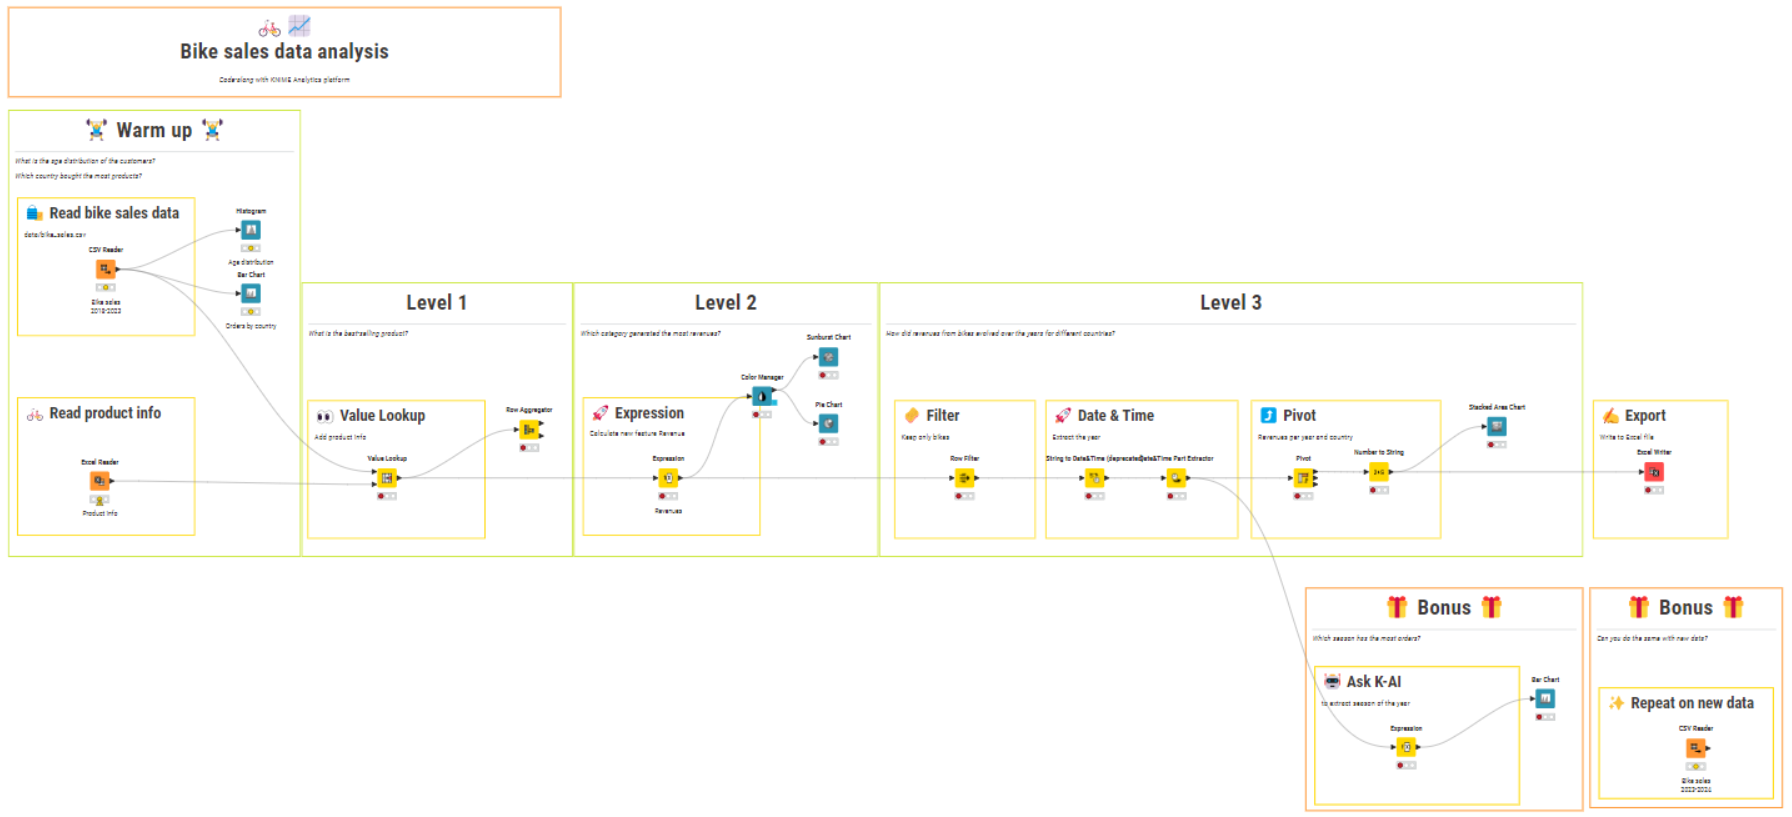 Bike sales data analysis
Code-along with KNIME Analytics platform
Warm up
What is the age distribution of the customers?
Which country bought the most products?
Read bike sales data
data/bike_sales.csv
CSV Reader
Bike sales
Histogram
Age distribution
Bar Chart
Orders by country
Read product info
Excel Reader
Product Info
Level 1
What is the best-selling product?
Value Lookup
Add product info
Value Lookup
Row Aggregator
Level 2
Which category generated the most revenues?
Expression
Calculate new feature Revenue
Expression
Revenues
Color Manager
Sunburst Chart
Pie Chart
Level 3
How did revenues from bikes evolved over the years for different countries?
Filter
Keep only bikes
Row Filter
Date & Time
Extract the year
String to Date&Time (deprecated)
Date&Time Part Extractor
Pivot
Revenues per year and country
Pivot
Number to String
Stacked Area Chart
Export
Write to Excel file
Excel Writer
Bonus
Which season has the most orders?
Ask K-AI
to extract season of the year
Expression
Bar Chart
Bonus
Can you do the same with new data?
Repeat on new data
CSV Reader
Bike sales
2023-2024